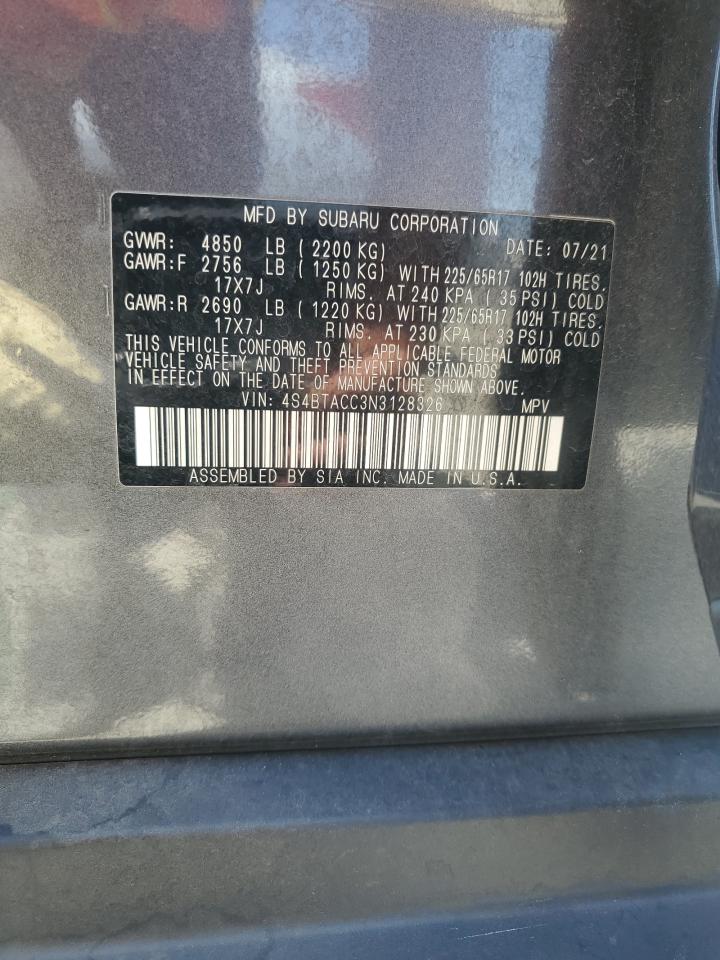 MFD BY SUBARU CORPORATION
GVWR: 4850 LB (2200 KG) DATE: 07/21
GAWR:F 2756 LB (1250 KG) WITH 225/65R17 102H TIRES.
17X7J RIMS. AT 240 KPA (35 PSI) COLD
GAWR:R 2690 LB (1220 KG) WITH 225/65R17 102H TIRES.
17X7J RIMS. AT 230 KPA (33 PSI) COLD
THIS VEHICLE CONFORMS TO ALL APPLICABLE FEDERAL MOTOR
VEHICLE SAFETY AND THEFT PREVENTION STANDARDS
IN EFFECT ON THE DATE OF MANUFACTURE SHOWN ABOVE.
VIN: 4S4BTACC3N3128326 MPV
ASSEMBLED BY SIA INC. MADE IN U.S.A.